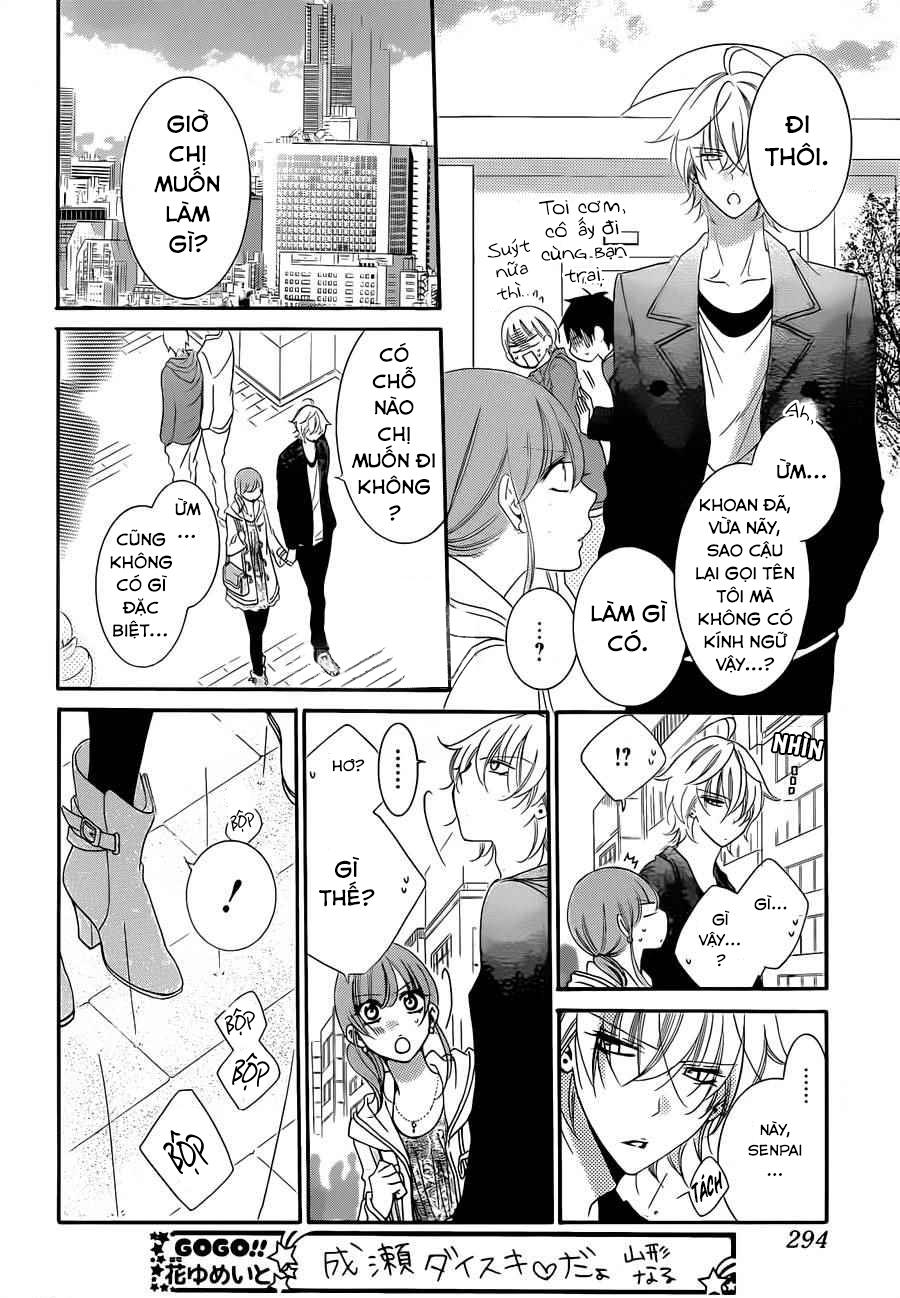 ĐI
THÔI.
Toi cơm,
cô ấy đi
cùng bạn
trai
Suýt
nữa
thì...
Ah,
ỪM...
KHOAN ĐÃ,
VỪA NÃY,
SAO CẬU
LẠI GỌI TÊN
TÔI MÀ
KHÔNG CÓ
KÍNH NGỮ
VẬY...?
LÀM GÌ
CÓ.
...?
GIỜ
CHỊ
MUỐN
LÀM
GÌ?
CÓ
CHỖ
NÀO
CHỊ
MUỐN ĐI
KHÔNG
?
ỪM
...
CŨNG
KHÔNG
CÓ GÌ
ĐẶC
BIỆT...
NHÌN
...
!?
GÌ...
GÌ
VẬY...
?
......
NÀY,
SENPAI
...
TÁCH
......
HƠ?
GÌ
THẾ?
BỘP
!
BỘP
BỘP
BỘP
294
GOGO!!
花ゆめいと
成瀬ダイスキ♡だょ
山形
なる